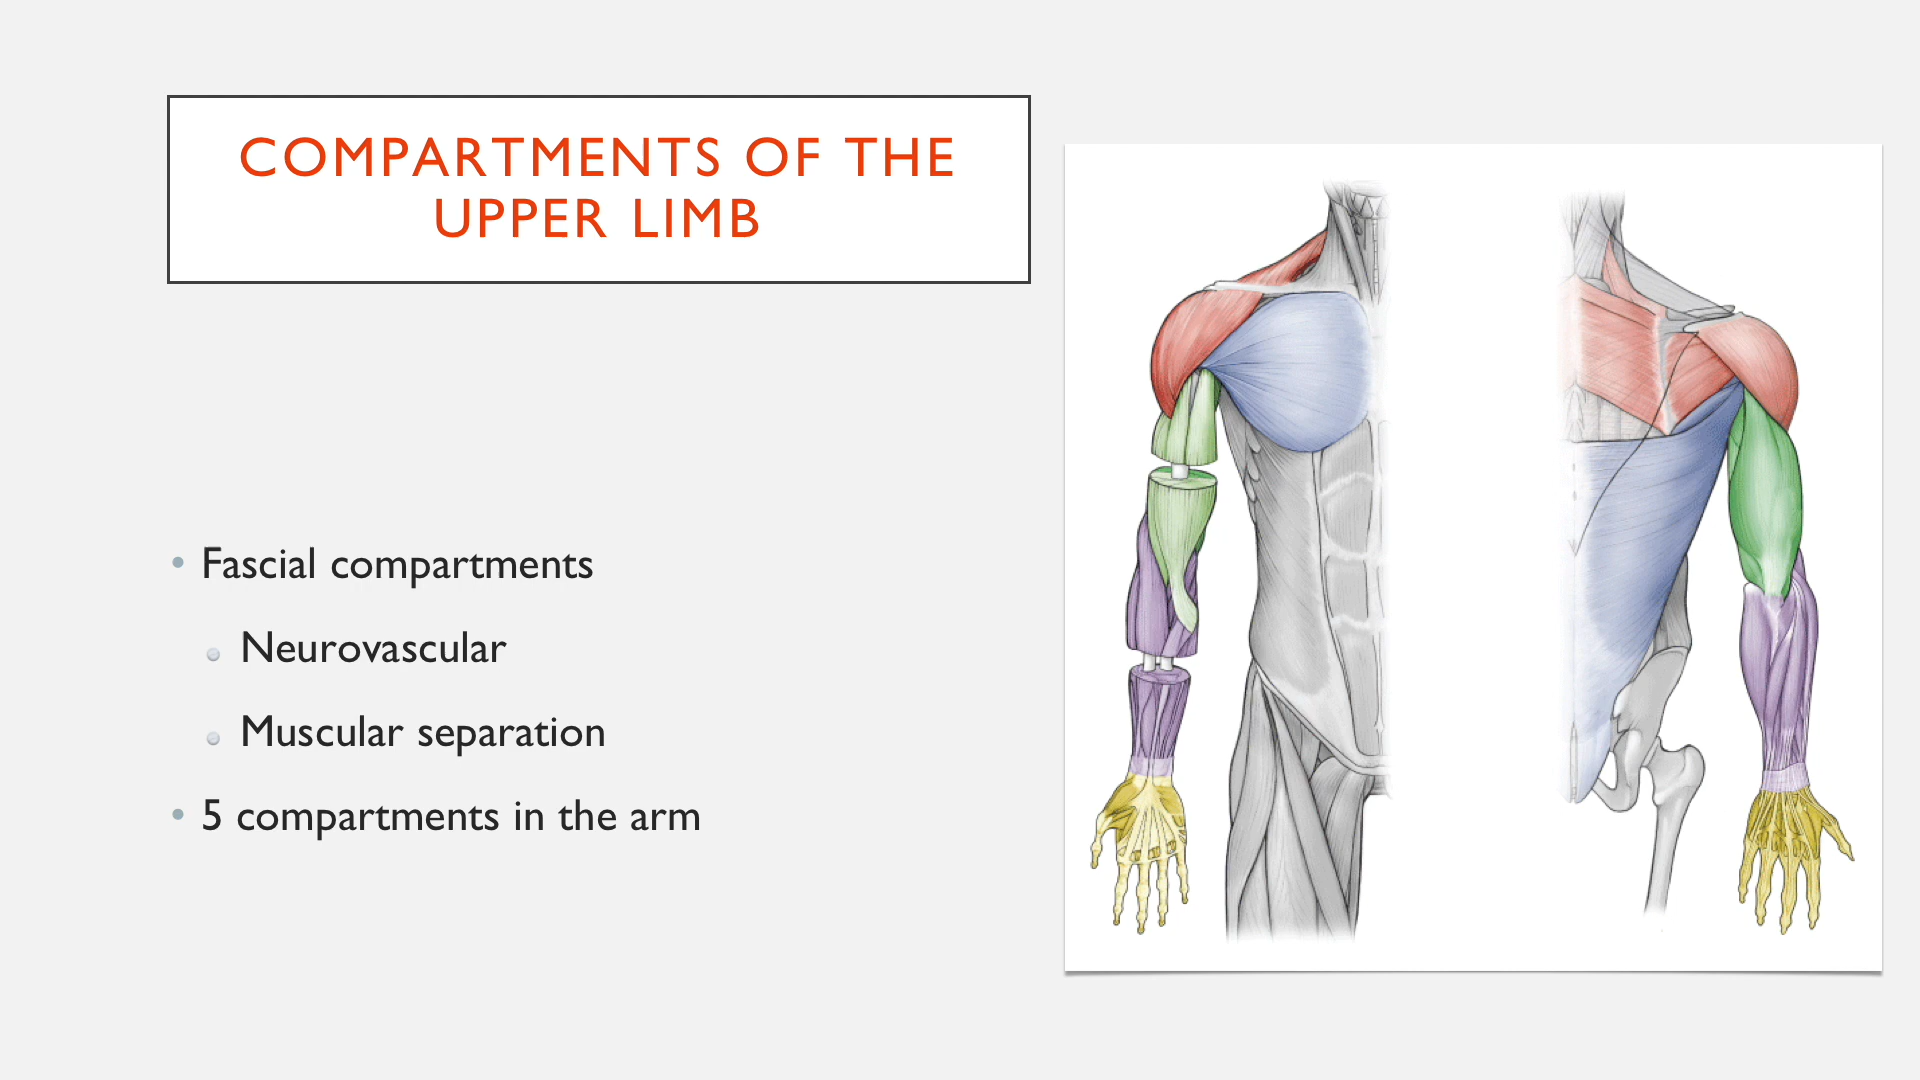 COMPARTMENTS OF THE
UPPER LIMB
• Fascial compartments
Neurovascular
Muscular separation
• 5 compartments in the arm